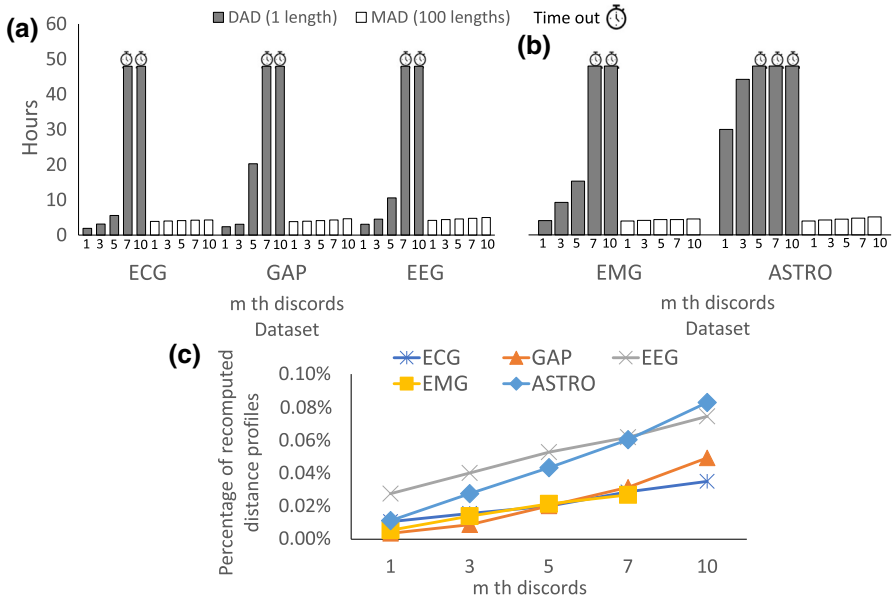 (a)
DAD (1 length) MAD (100 lengths) Time out
(b)
Hours
60
50
40
30
20
10
0
1 3 5 7 10 1 3 5 7 10 1 3 5 7 10 1 3 5 7 10 1 3 5 7 10 1 3 5 7 10
ECG GAP EEG
m th discords
Dataset
1 3 5 7 10 1 3 5 7 10 1 3 5 7 10 1 3 5 7 10
EMG ASTRO
m th discords
Dataset
(c)
ECG GAP EEG
EMG ASTRO
Percentage of recomputed
distance profiles
0.10%
0.08%
0.06%
0.04%
0.02%
0.00%
1 3 5 7 10
m th discords